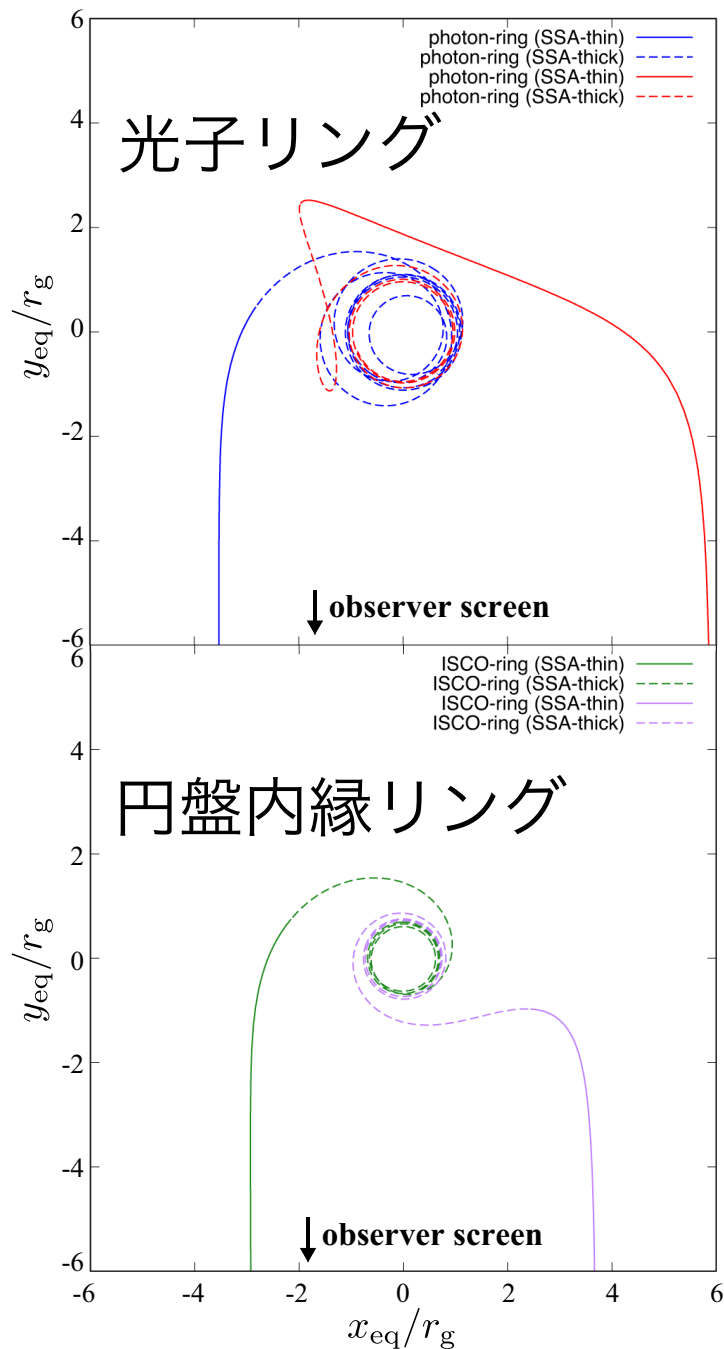 photon-ring (SSA-thin)
photon-ring (SSA-thick)
photon-ring (SSA-thin)
photon-ring (SSA-thick)
光子リング
6
4
2
0
-2
-4
-6
y_eq/r_g
observer screen
ISCO-ring (SSA-thin)
ISCO-ring (SSA-thick)
ISCO-ring (SSA-thin)
ISCO-ring (SSA-thick)
円盤内縁リング
6
4
2
0
-2
-4
-6
y_eq/r_g
observer screen
-6 -4 -2 0 2 4 6
x_eq/r_g